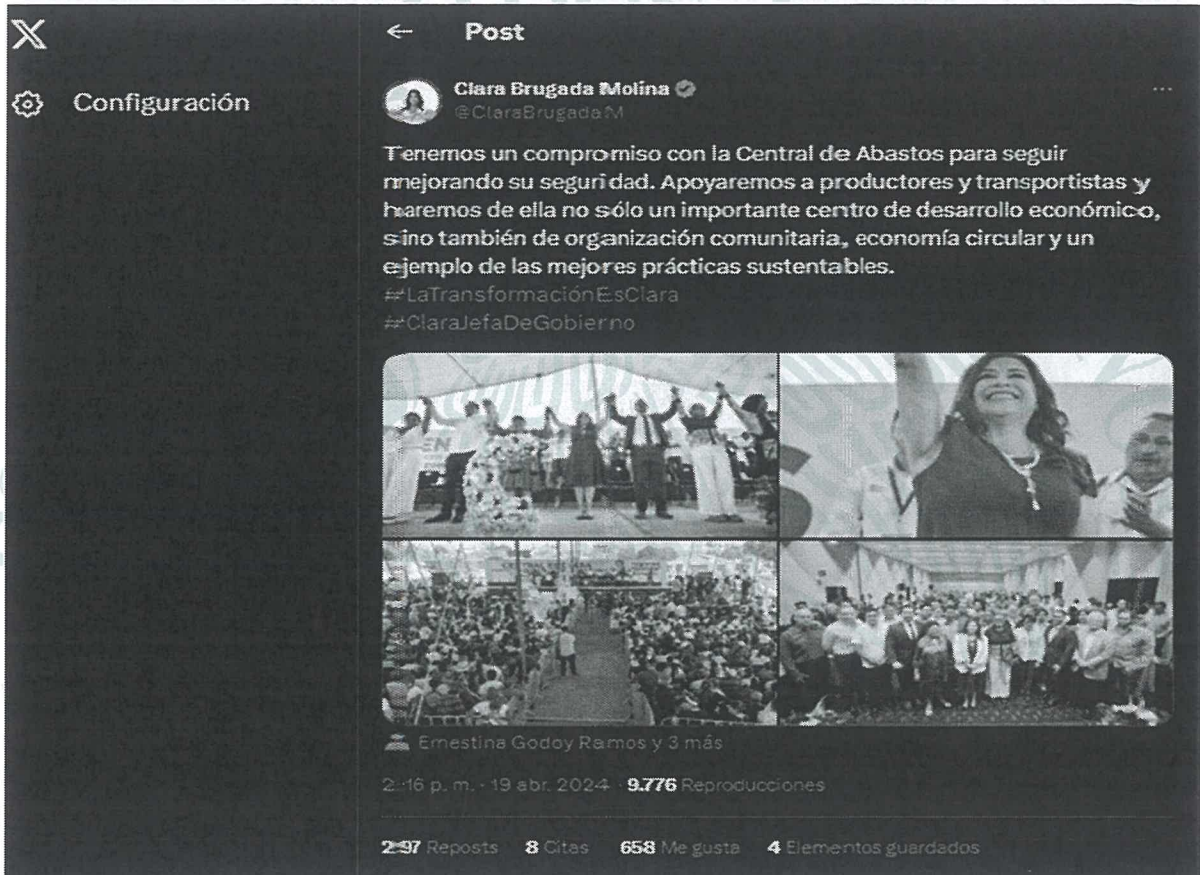 Post
Configuración
Clara Brugada Molina
@ClaraBrugadaM
Tenemos un compromiso con la Central de Abastos para seguir
mejorando su seguridad. Apoyaremos a productores y transportistas y
haremos de ella no sólo un importante centro de desarrollo económico,
sino también de organización comunitaria, economía circular y un
ejemplo de las mejores prácticas sustentables.
#LaTransformaciónEsClara
#ClaraJefaDeGobierno
Ernestina Godoy Ramos y 3 más
2:16 p. m. · 19 abr. 2024 · 9.776 Reproducciones
297 Reposts 8 Citas 658 Me gusta 4 Elementos guardados